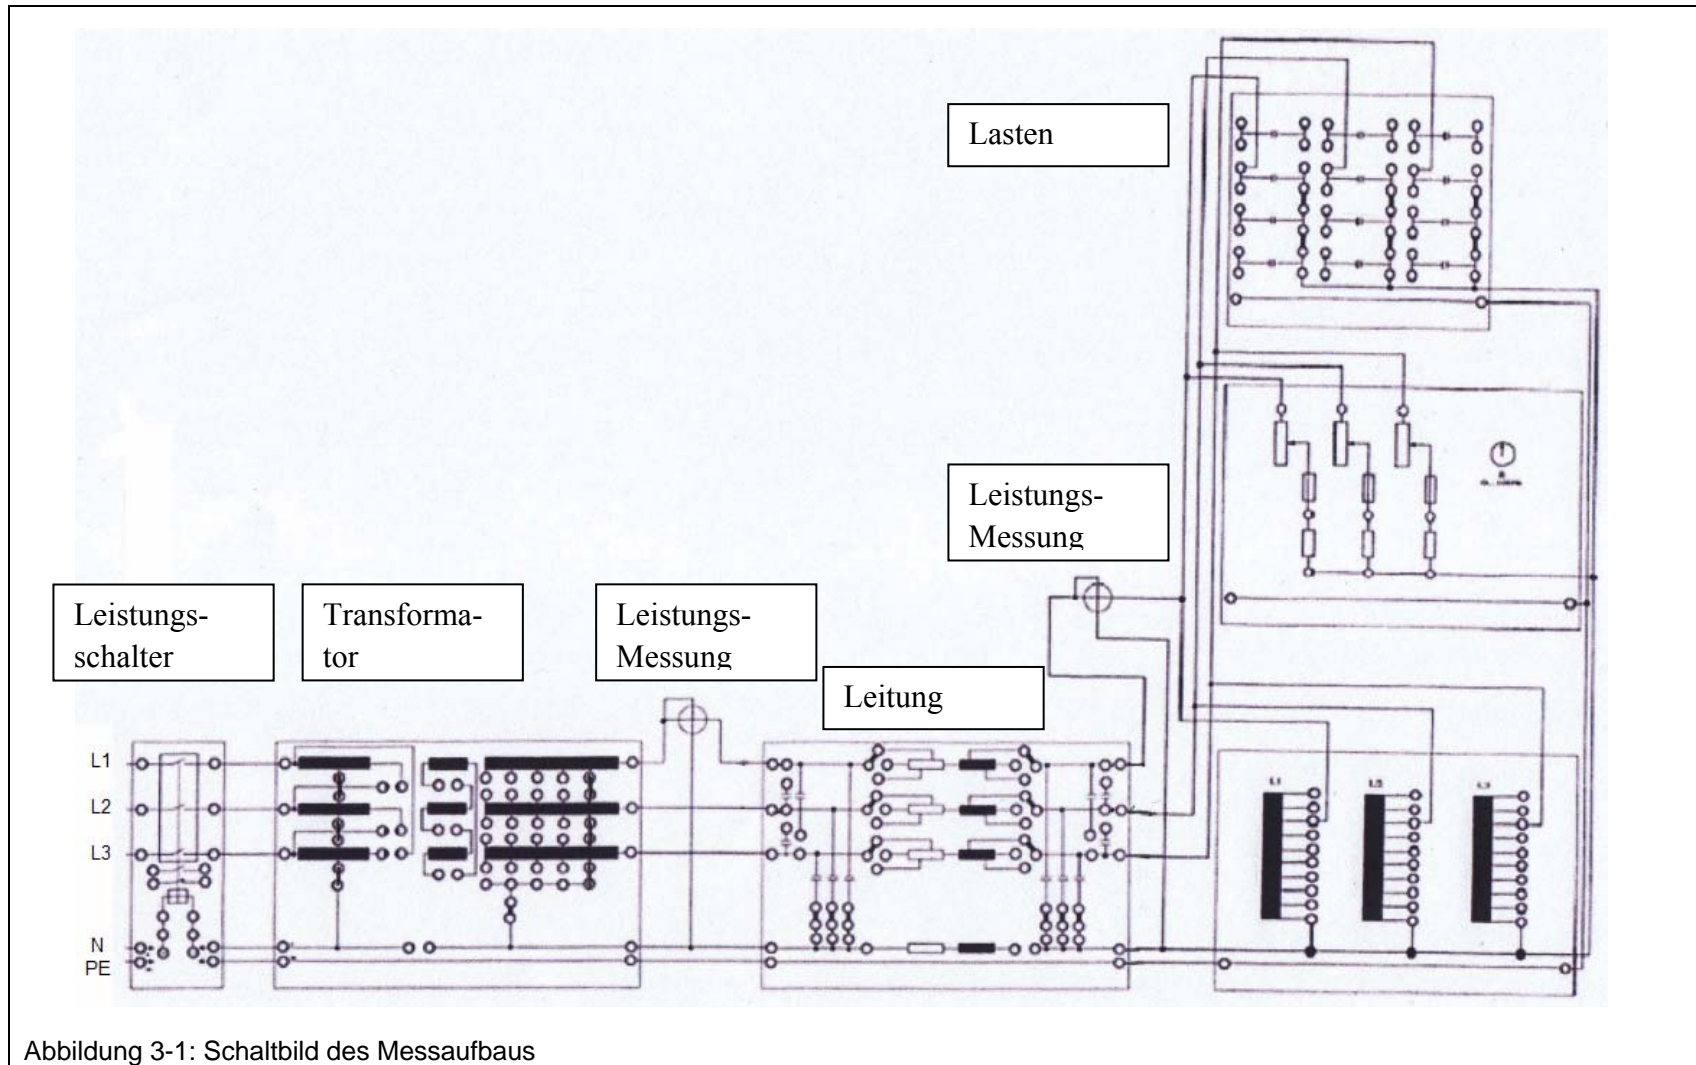 Lasten
Leistungs-
Messung
Leistungs-
schalter
Transforma-
tor
Leistungs-
Messung
Leitung
L1
L2
L3
N
PE
L1
L2
L3
Abbildung 3-1: Schaltbild des Messaufbaus